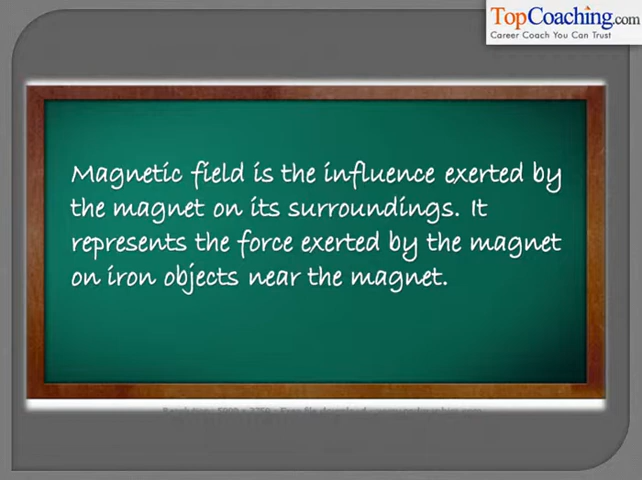 TopCoaching.com
Career Coach You Can Trust
Magnetic field is the influence exerted by
the magnet on its surroundings. It
represents the force exerted by the magnet
on iron objects near the magnet.